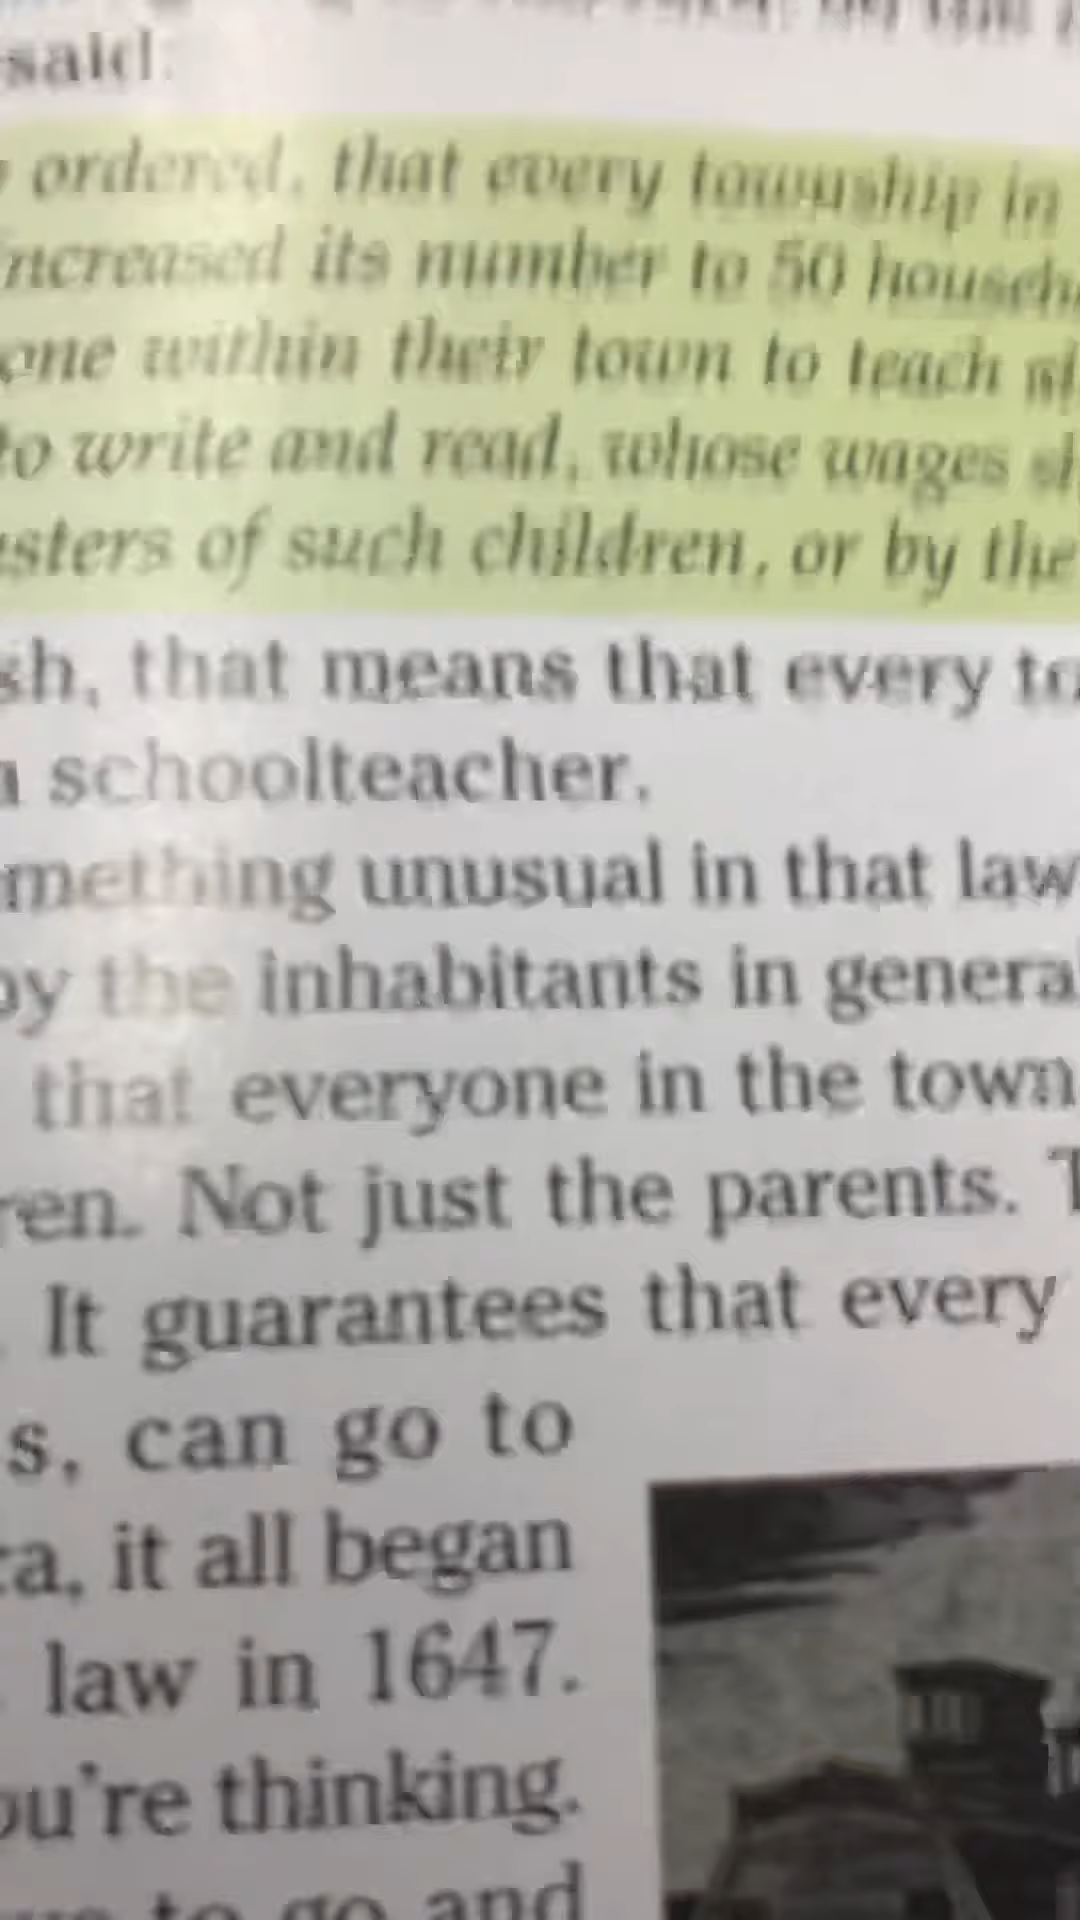 said:
ordered, that every township in
increased its number to 50 househ
one within their town to teach
to write and read, whose wages
sters of such children, or by the
sh, that means that every to
a schoolteacher.
mething unusual in that law
by the inhabitants in general
that everyone in the town
ren. Not just the parents. T
It guarantees that every
s, can go to
ca, it all began
law in 1647.
ou're thinking.
to go and